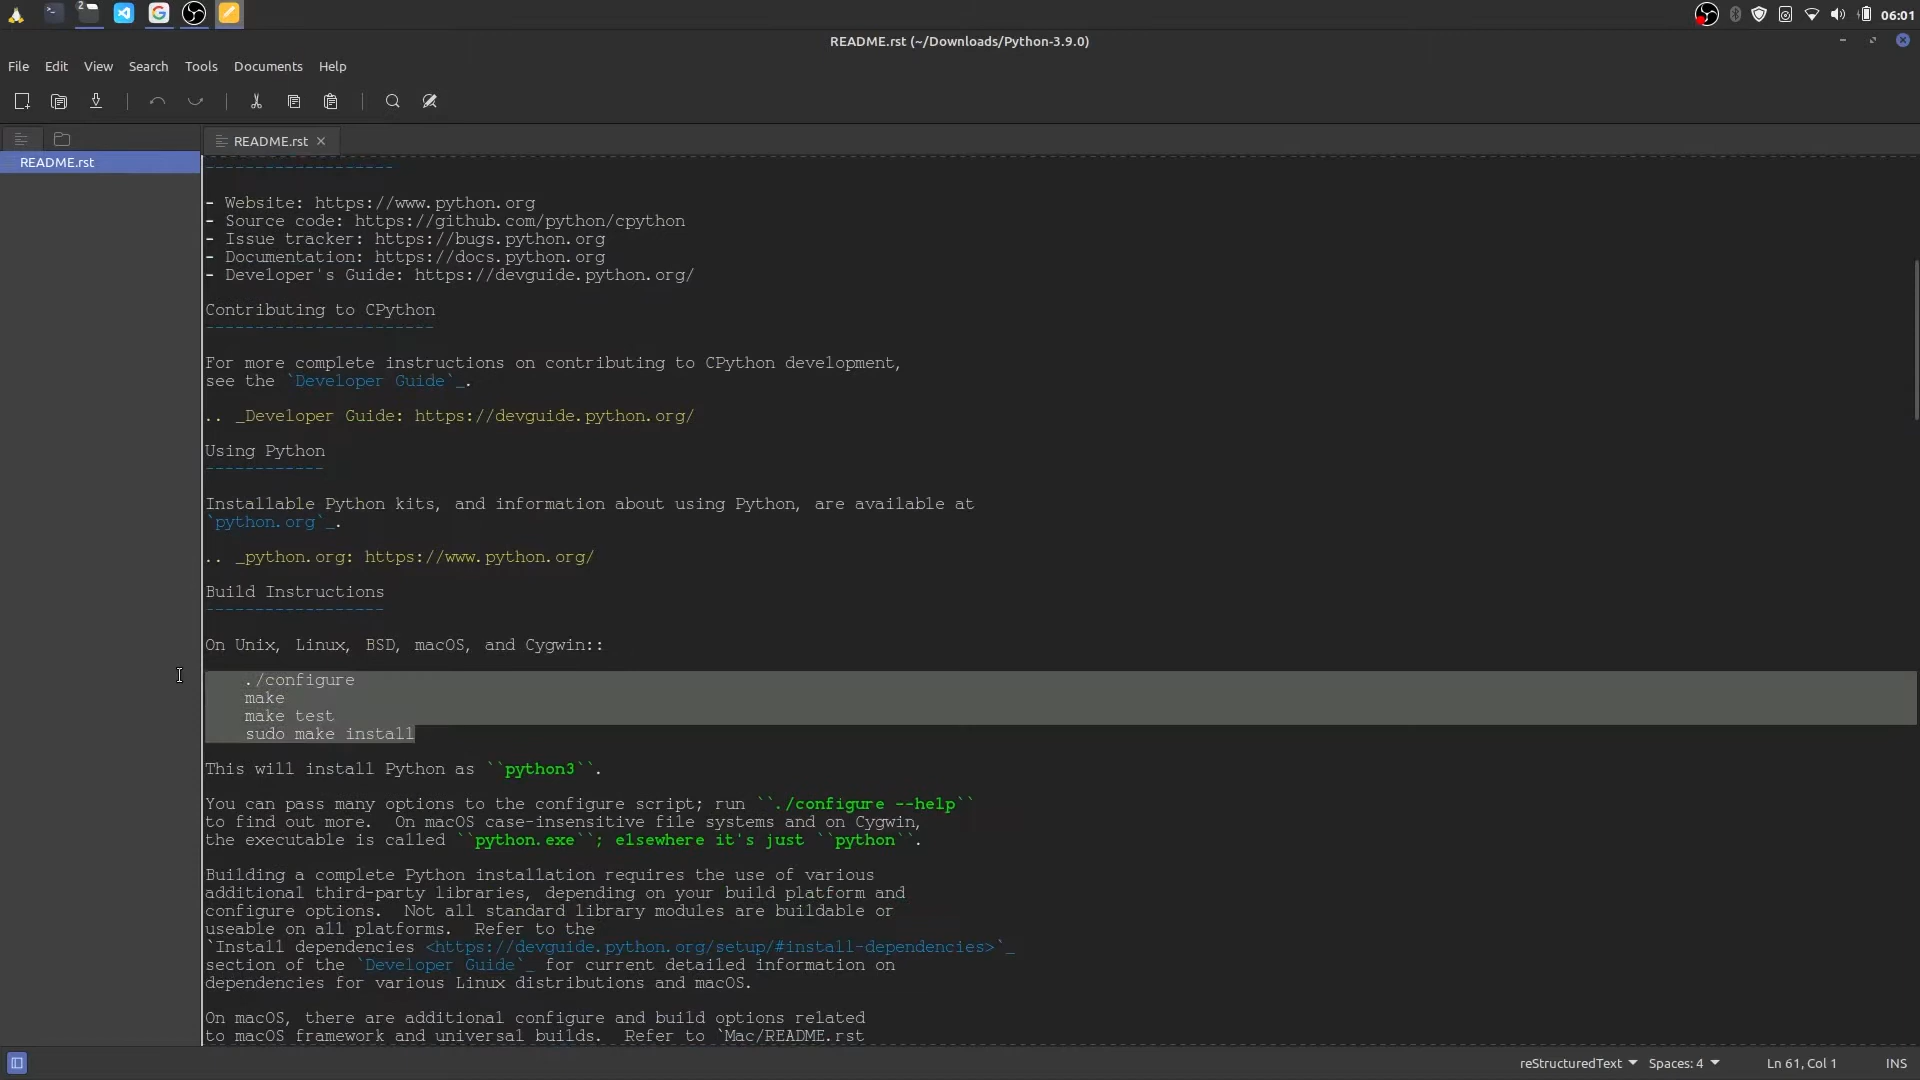 2
06:01
README.rst (~/Downloads/Python-3.9.0)
File Edit View Search Tools Documents Help
README.rst
README.rst
-------------------
- Website: https://www.python.org
- Source code: https://github.com/python/cpython
- Issue tracker: https://bugs.python.org
- Documentation: https://docs.python.org
- Developer's Guide: https://devguide.python.org/
Contributing to CPython
-----------------------
For more complete instructions on contributing to CPython development,
see the `Developer Guide`_.
.. _Developer Guide: https://devguide.python.org/
Using Python
------------
Installable Python kits, and information about using Python, are available at
`python.org`_.
.. _python.org: https://www.python.org/
Build Instructions
------------------
On Unix, Linux, BSD, macOS, and Cygwin::
./configure
make
make test
sudo make install
This will install Python as ``python3``.
You can pass many options to the configure script; run ``./configure --help``
to find out more.  On macOS case-insensitive file systems and on Cygwin,
the executable is called ``python.exe``; elsewhere it's just ``python``.
Building a complete Python installation requires the use of various
additional third-party libraries, depending on your build platform and
configure options.  Not all standard library modules are buildable or
useable on all platforms.  Refer to the
`Install dependencies <https://devguide.python.org/setup/#install-dependencies>`_
section of the `Developer Guide`_ for current detailed information on
dependencies for various Linux distributions and macOS.
On macOS, there are additional configure and build options related
to macOS framework and universal builds.  Refer to `Mac/README.rst
reStructuredText Spaces: 4 Ln 61, Col 1 INS